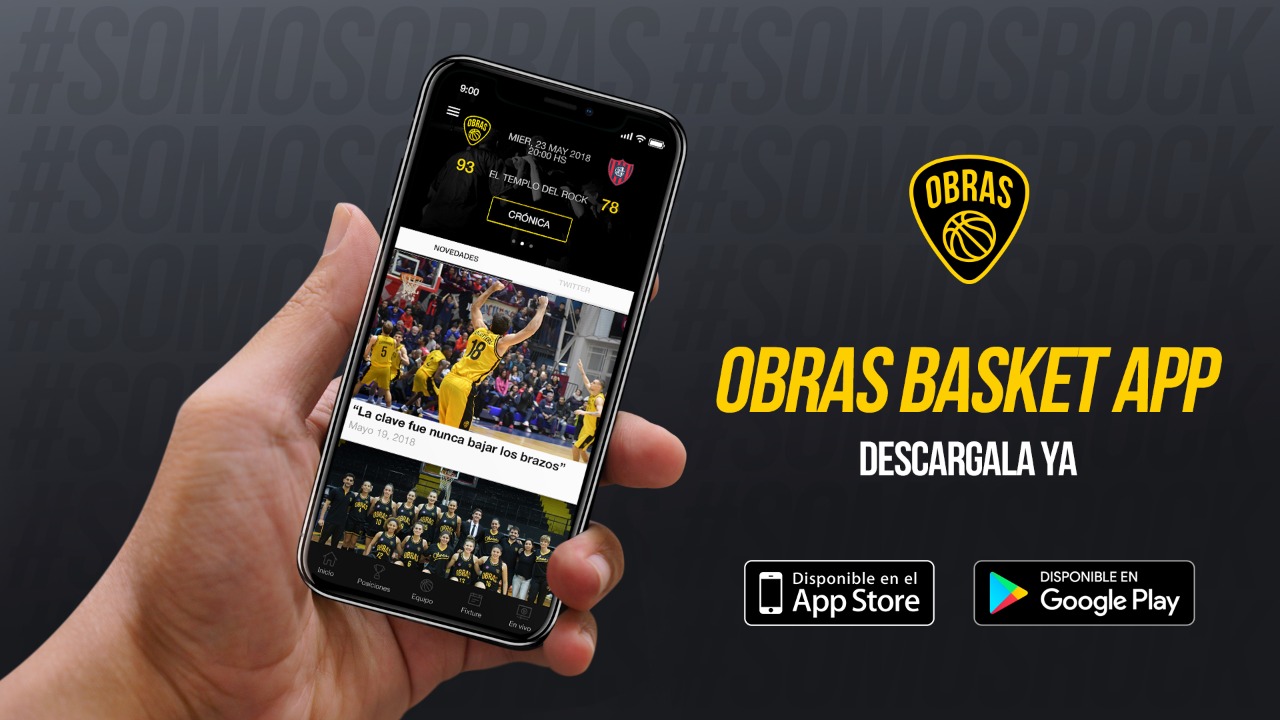 #SOMOSOBRAS #SOMOSROCK
9:00
OBRAS
MIER, 23 MAY 2018
20:00 HS
93
EL TEMPLO DEL ROCK
78
CRÓNICA
NOVEDADES
TWITTER
5
18
“La clave fue nunca bajar los brazos”
Mayo 19, 2018
Inicio
Posiciones
Equipo
Fixture
En vivo
OBRAS
OBRAS BASKET APP
DESCARGALA YA
Disponible en el
App Store
DISPONIBLE EN
Google Play